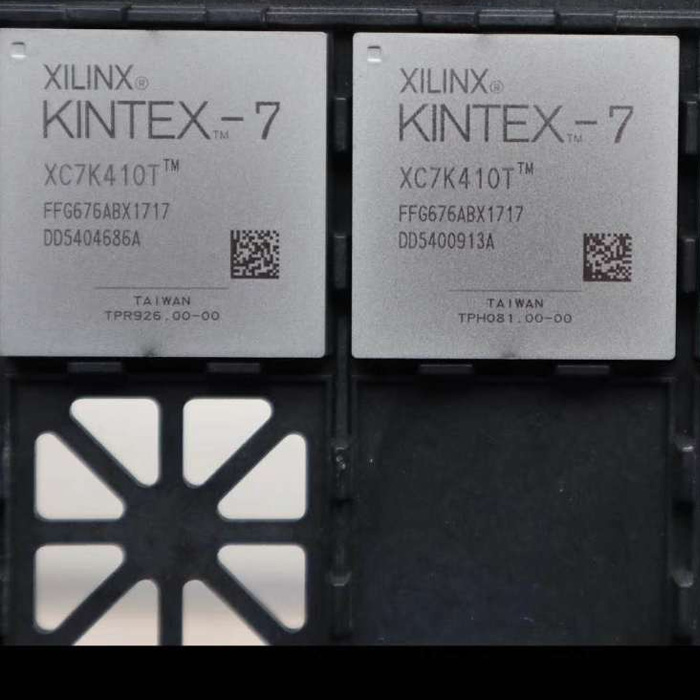 XILINX®
KINTEX™-7
XC7K410T™
FFG676ABX1717
DD5404686A
TAIWAN
TPR926.00-00
XILINX®
KINTEX™-7
XC7K410T™
FFG676ABX1717
DD5400913A
TAIWAN
TPH081.00-00